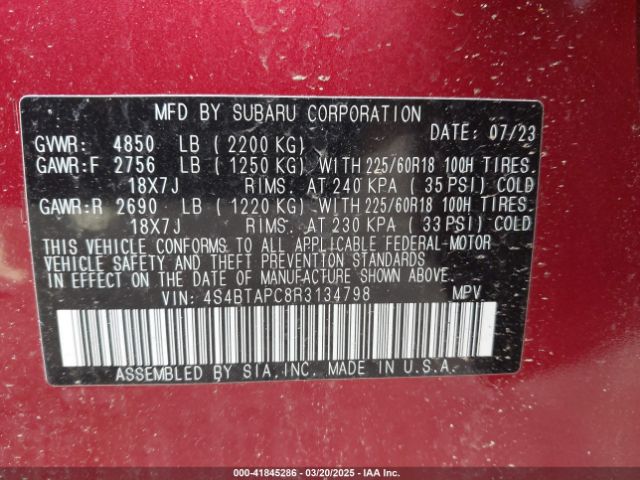 MFD BY SUBARU CORPORATION
DATE: 07/23
GVWR: 4850 LB (2200 KG)
GAWR:F 2756 LB (1250 KG) WITH 225/60R18 100H TIRES.
18X7J RIMS. AT 240 KPA (35 PSI) COLD
GAWR:R 2690 LB (1220 KG) WITH 225/60R18 100H TIRES.
18X7J RIMS. AT 230 KPA (33 PSI) COLD
THIS VEHICLE CONFORMS TO ALL APPLICABLE FEDERAL-MOTOR
VEHICLE SAFETY AND THEFT PREVENTION STANDARDS
IN EFFECT ON THE DATE OF MANUFACTURE SHOWN ABOVE.
VIN: 4S4BTAPC8R3134798 MPV
ASSEMBLED BY SIA,INC. MADE IN U.S.A.
00-41845286 | 03/20/2025 - IAA Inc.